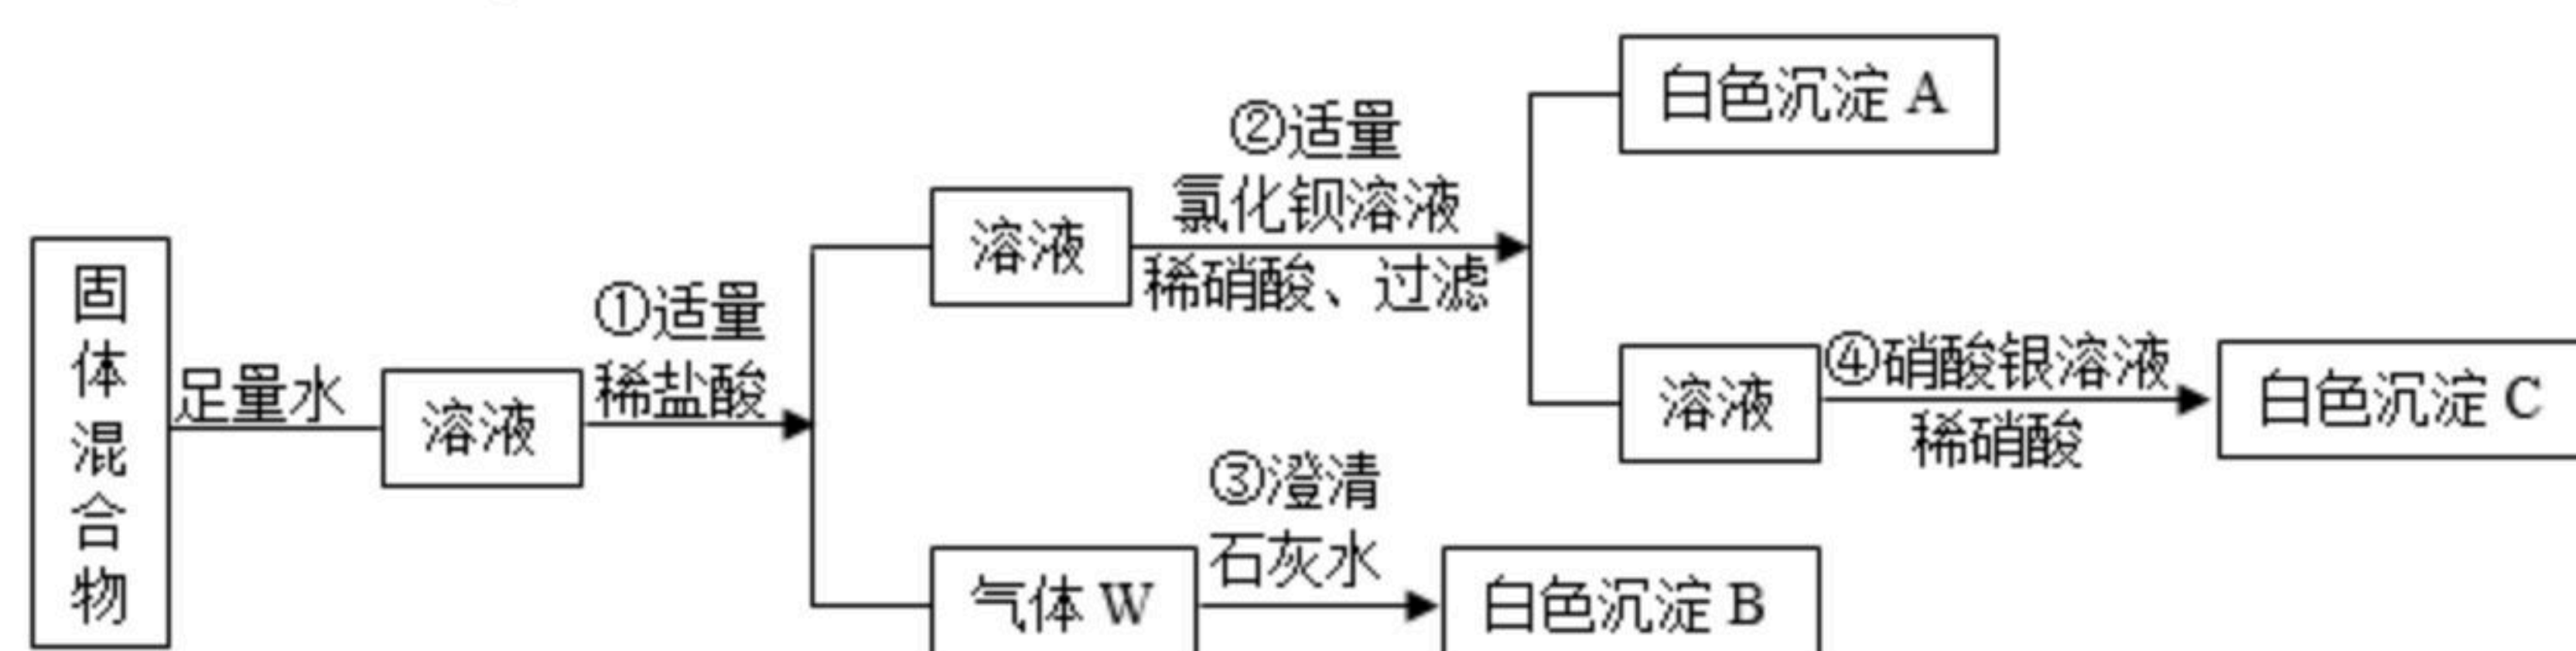 固体混合物
足量水
溶液
①适量
稀盐酸
溶液
②适量
氯化钡溶液
稀硝酸、过滤
白色沉淀 A
溶液
④硝酸银溶液
稀硝酸
白色沉淀 C
气体 W
③澄清
石灰水
白色沉淀 B